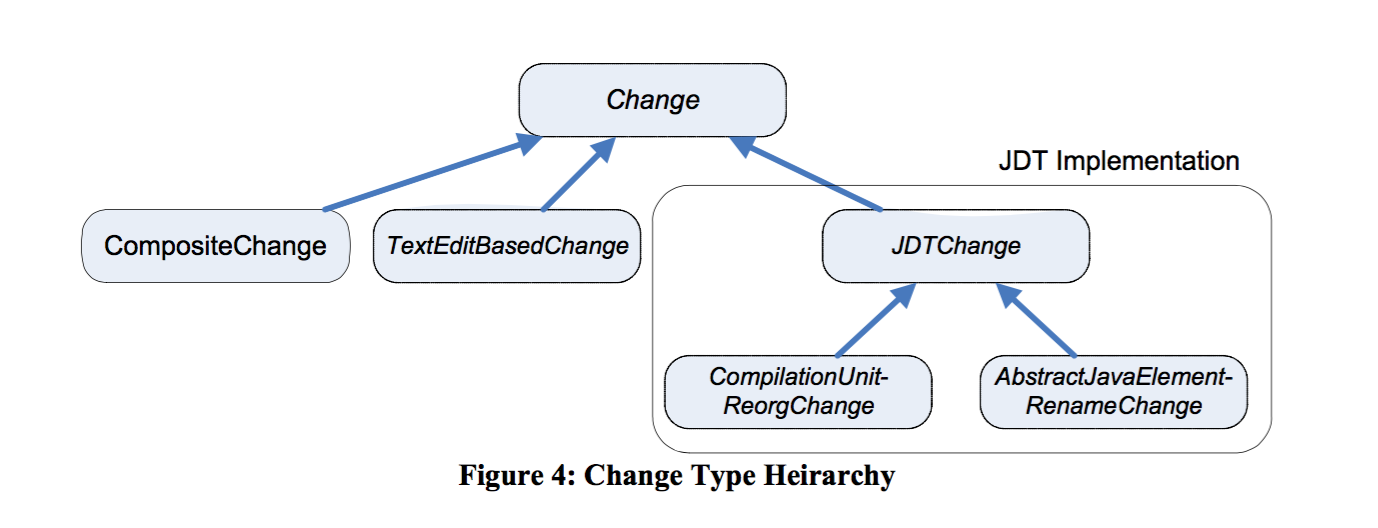 Change
JDT Implementation
CompositeChange
TextEditBasedChange
JDTChange
CompilationUnit-
ReorgChange
AbstractJavaElement-
RenameChange
Figure 4: Change Type Heirarchy